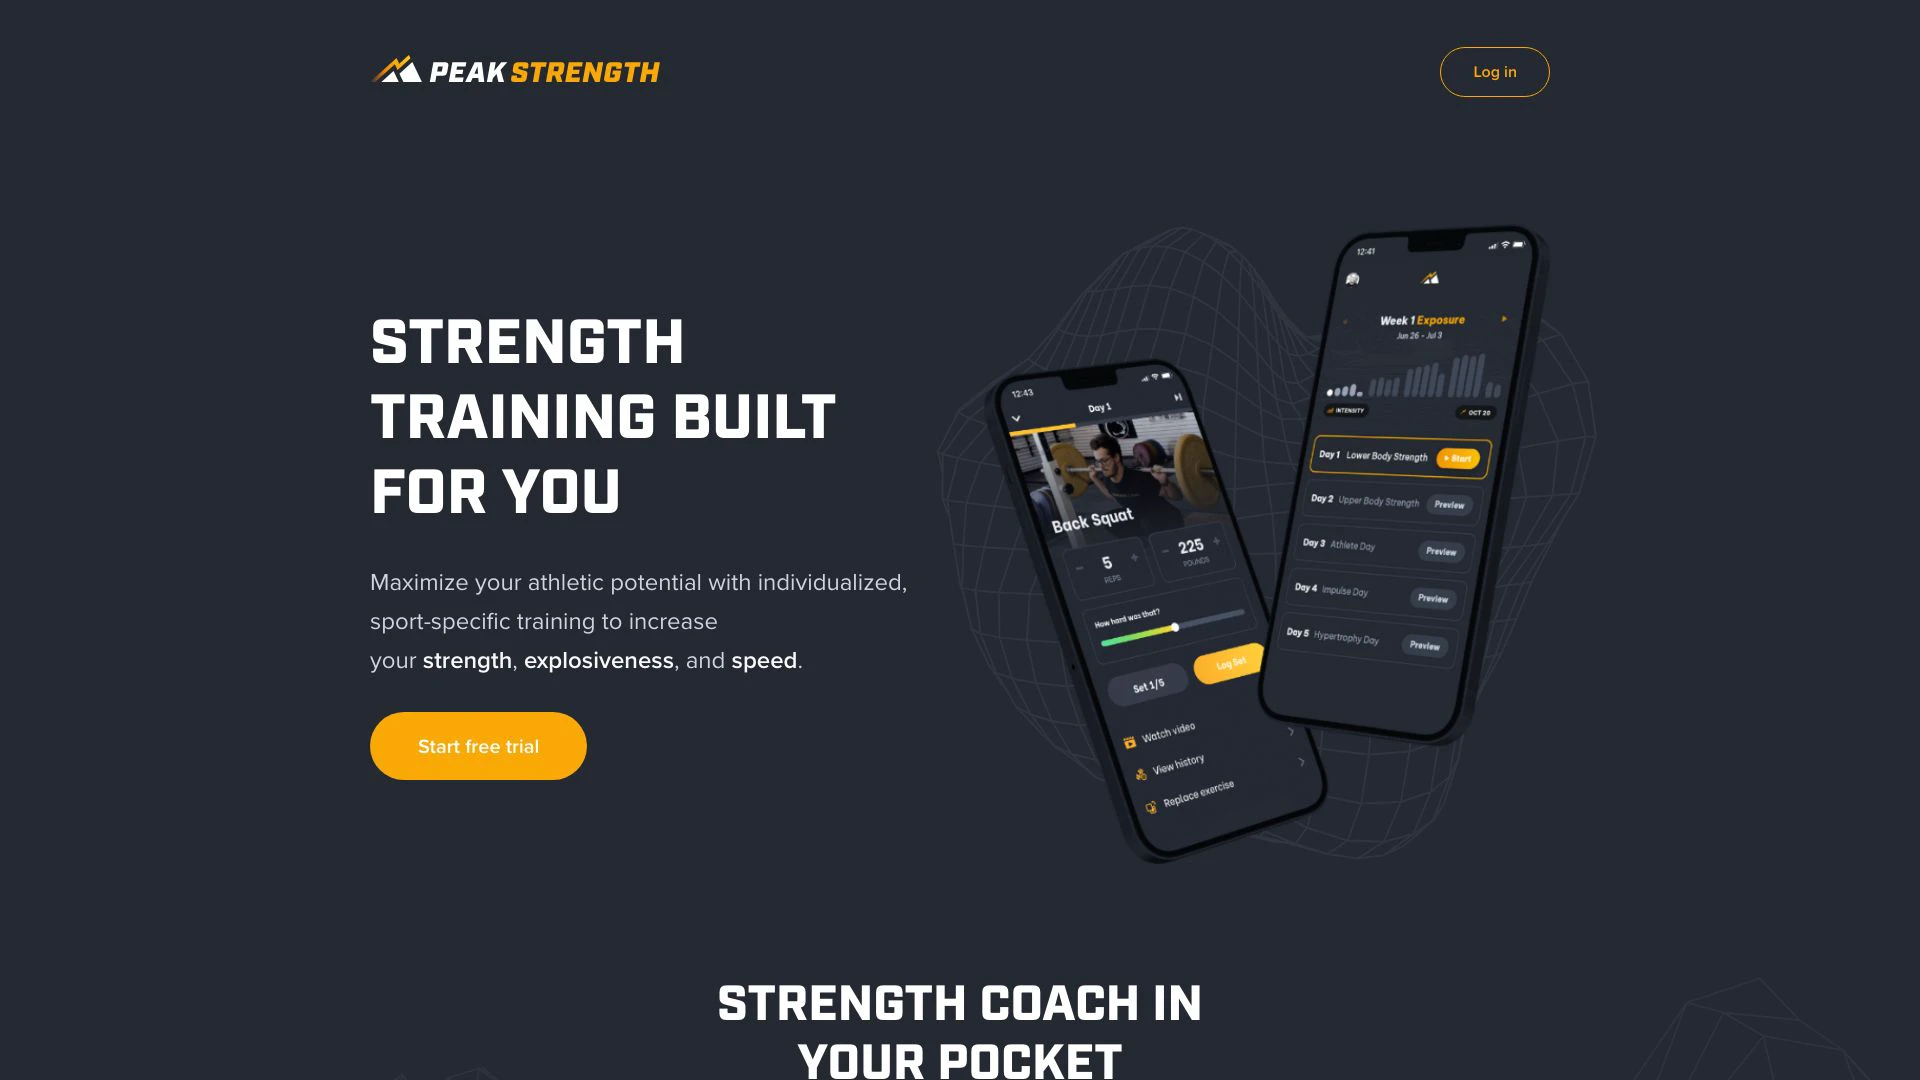 PEAK STRENGTH
Log in
STRENGTH
TRAINING BUILT
FOR YOU
Maximize your athletic potential with individualized,
sport-specific training to increase
your strength, explosiveness, and speed.
Start free trial
12:43
Day 1
Back Squat
5
REPS
225
POUNDS
How hard was that?
Set 1/5
Log Set
Watch video
View history
Replace exercise
12:41
Week 1 Exposure
Jun 26 - Jul 3
INTENSITY
OCT 20
Day 1 Lower Body Strength Start
Day 2 Upper Body Strength Preview
Day 3 Athlete Day Preview
Day 4 Impulse Day Preview
Day 5 Hypertrophy Day Preview
STRENGTH COACH IN
YOUR POCKET